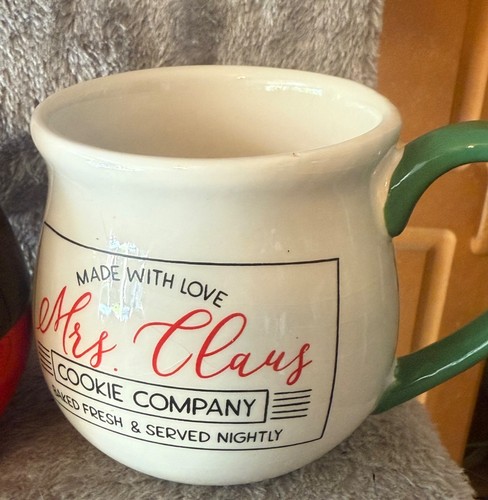 MADE WITH LOVE
Mrs. Claus
COOKIE COMPANY
BAKED FRESH & SERVED NIGHTLY